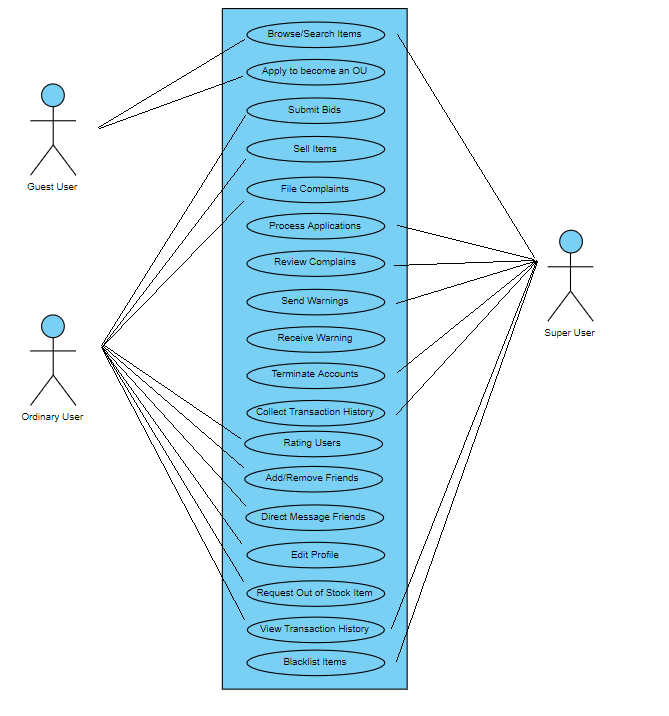 Browse/Search Items
Apply to become an OU
Submit Bids
Sell Items
File Complaints
Guest User
Process Applications
Review Complains
Send Warnings
Receive Warning
Super User
Terminate Accounts
Collect Transaction History
Ordinary User
Rating Users
Add/Remove Friends
Direct Message Friends
Edit Profile
Request Out of Stock Item
View Transaction History
Blacklist Items